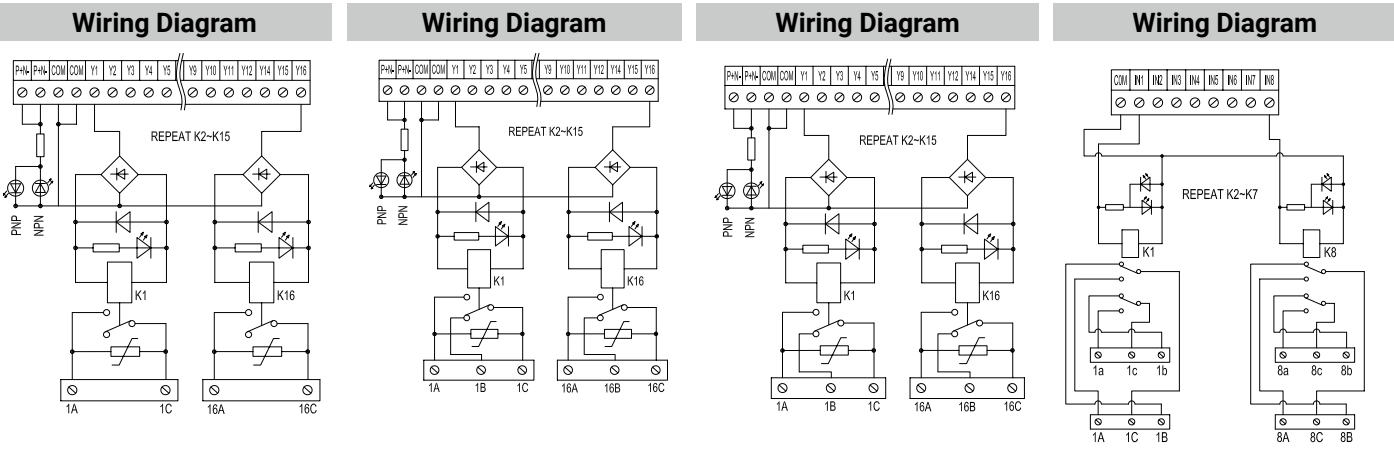 Wiring Diagram
P+N- P+N- COM COM Y1 Y2 Y3 Y4 Y5 Y9 Y10 Y11 Y12 Y14 Y15 Y16
REPEAT K2~K15
PNP NPN
K1 K16
1A 1C 16A 16C
Wiring Diagram
P+N- P+N- COM COM Y1 Y2 Y3 Y4 Y5 Y9 Y10 Y11 Y12 Y14 Y15 Y16
REPEAT K2~K15
PNP NPN
K1 K16
1A 1B 1C 16A 16B 16C
Wiring Diagram
P+N- P+N- COM COM Y1 Y2 Y3 Y4 Y5 Y9 Y10 Y11 Y12 Y14 Y15 Y16
REPEAT K2~K15
PNP NPN
K1 K16
1A 1B 1C 16A 16B 16C
Wiring Diagram
COM IN1 IN2 IN3 IN4 IN5 IN6 IN7 IN8
REPEAT K2~K7
K1 K8
1a 1c 1b 8a 8c 8b
1A 1C 1B 8A 8C 8B